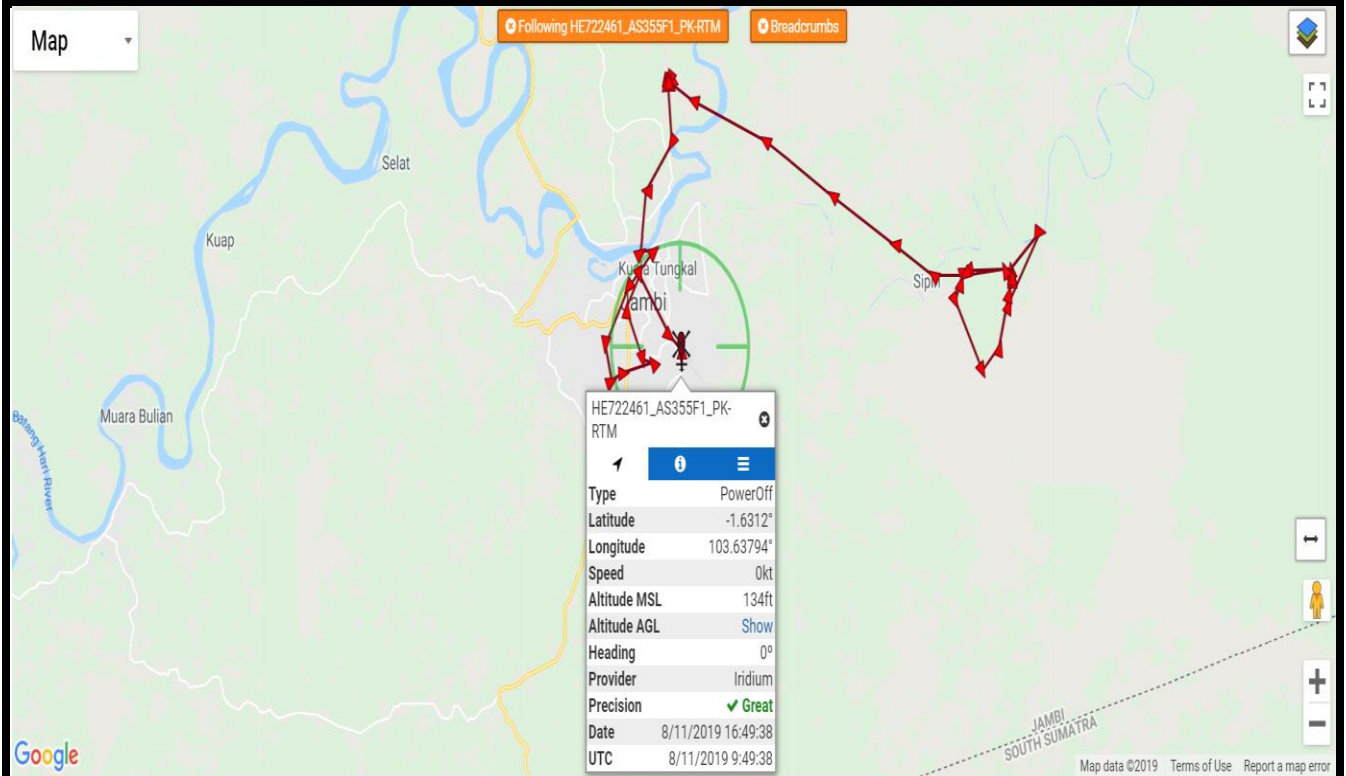 Map
Following HE722461_AS355F1_PK-RTM
Breadcrumbs
Selat
Kuap
Kuala Tungkal
Jambi
Muara Bulian
Batang Hari River
HE722461_AS355F1_PK-
RTM
Type PowerOff
Latitude -1.6312°
Longitude 103.63794°
Speed 0kt
Altitude MSL 134ft
Altitude AGL Show
Heading 0º
Provider Iridium
Precision Great
Date 8/11/2019 16:49:38
UTC 8/11/2019 9:49:38
JAMBI
SOUTH SUMATRA
Google
Map data ©2019 Terms of Use Report a map error